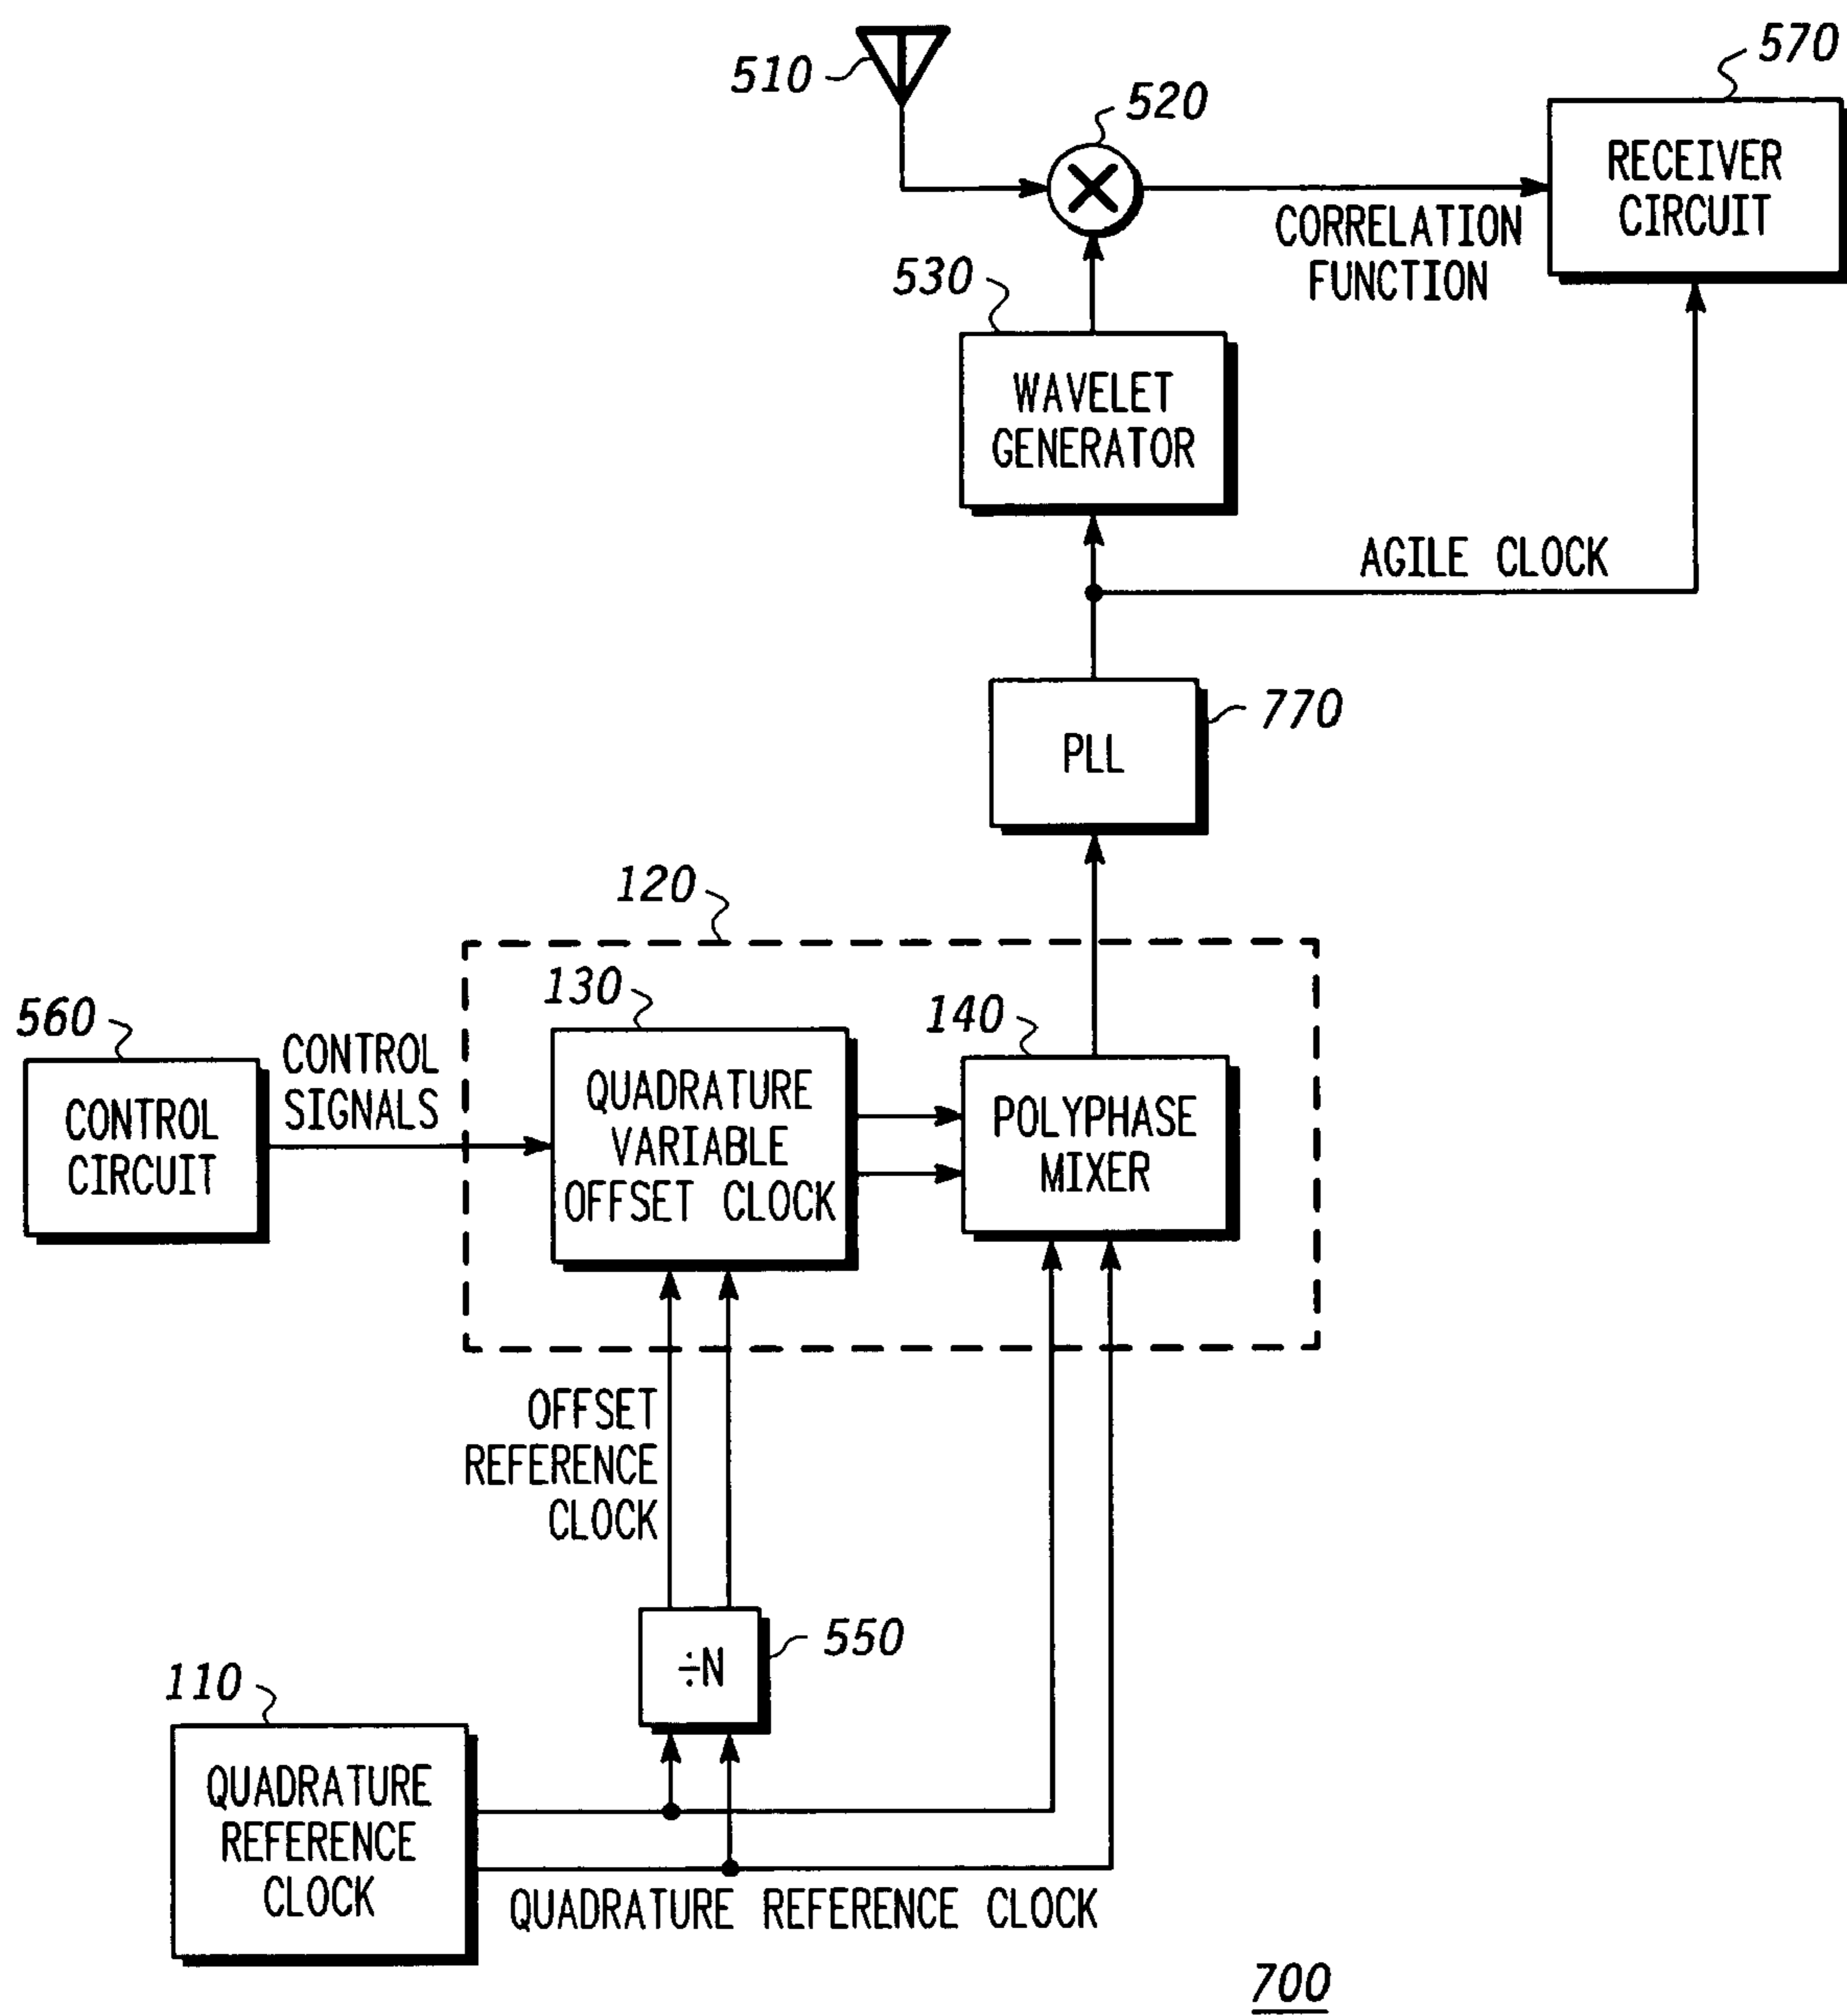 510
520
570
RECEIVER
CIRCUIT
CORRELATION
FUNCTION
530
WAVELET
GENERATOR
AGILE CLOCK
770
PLL
120
130
140
560
CONTROL
SIGNALS
CONTROL
CIRCUIT
QUADRATURE
VARIABLE
OFFSET CLOCK
POLYPHASE
MIXER
OFFSET
REFERENCE
CLOCK
÷N
550
110
QUADRATURE
REFERENCE
CLOCK
QUADRATURE REFERENCE CLOCK
700